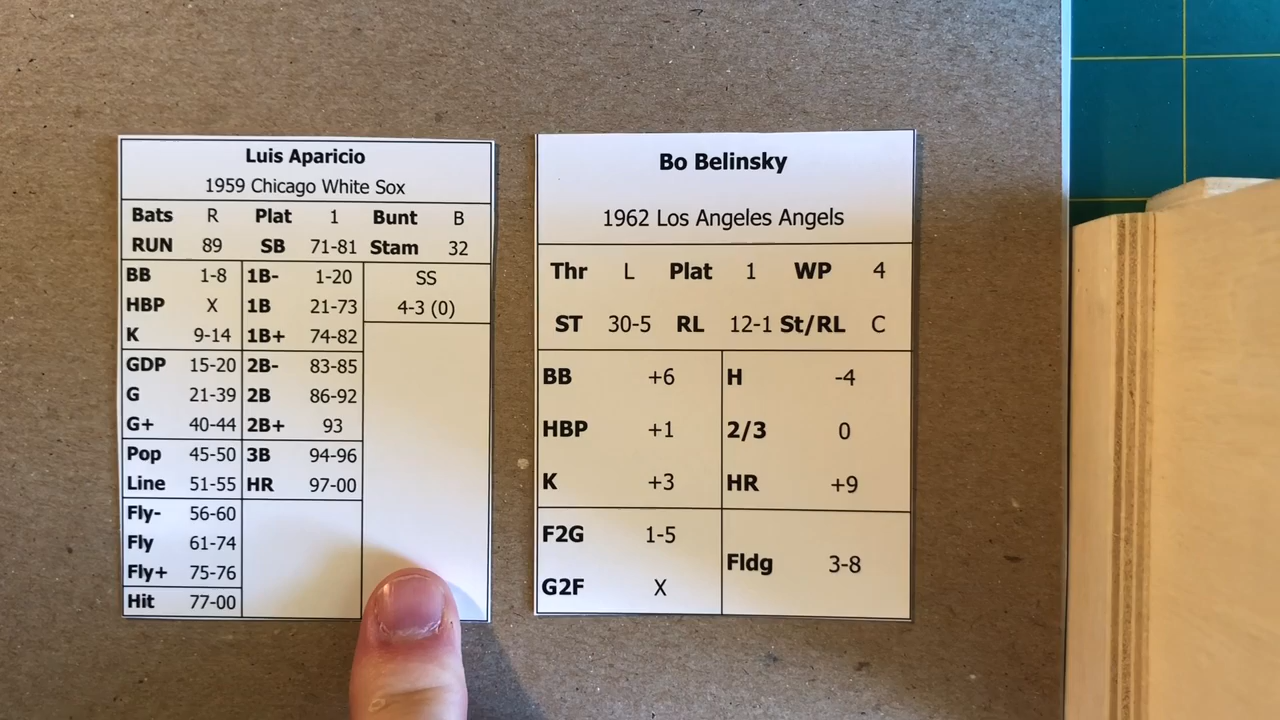 Luis Aparicio
1959 Chicago White Sox
Bats R Plat 1 Bunt B
RUN 89 SB 71-81 Stam 32
BB 1-8 1B- 1-20 SS
HBP X 1B 21-73 4-3 (0)
K 9-14 1B+ 74-82
GDP 15-20 2B- 83-85
G 21-39 2B 86-92
G+ 40-44 2B+ 93
Pop 45-50 3B 94-96
Line 51-55 HR 97-00
Fly- 56-60
Fly 61-74
Fly+ 75-76
Hit 77-00
Bo Belinsky
1962 Los Angeles Angels
Thr L Plat 1 WP 4
ST 30-5 RL 12-1 St/RL C
BB +6 H -4
HBP +1 2/3 0
K +3 HR +9
F2G 1-5
Fldg 3-8
G2F X